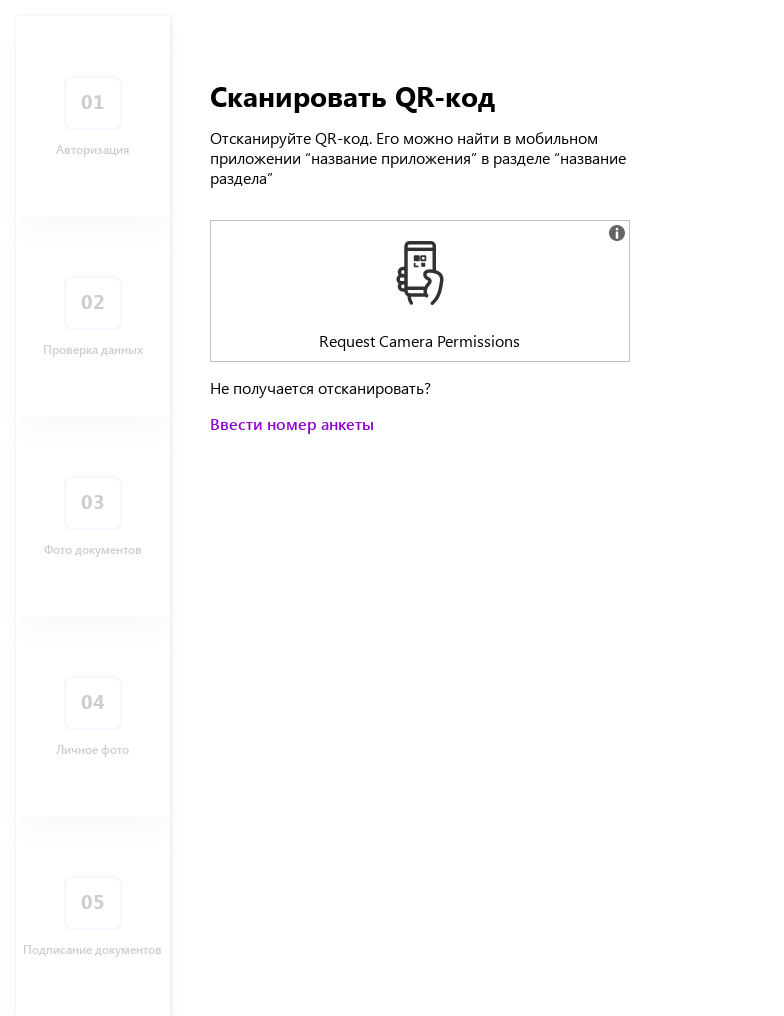 01
Авторизация
02
Проверка данных
03
Фото документов
04
Личное фото
05
Подписание документов
Сканировать QR-код
Отсканируйте QR-код. Его можно найти в мобильном
приложении “название приложения” в разделе “название
раздела”
Request Camera Permissions
Не получается отсканировать?
Ввести номер анкеты